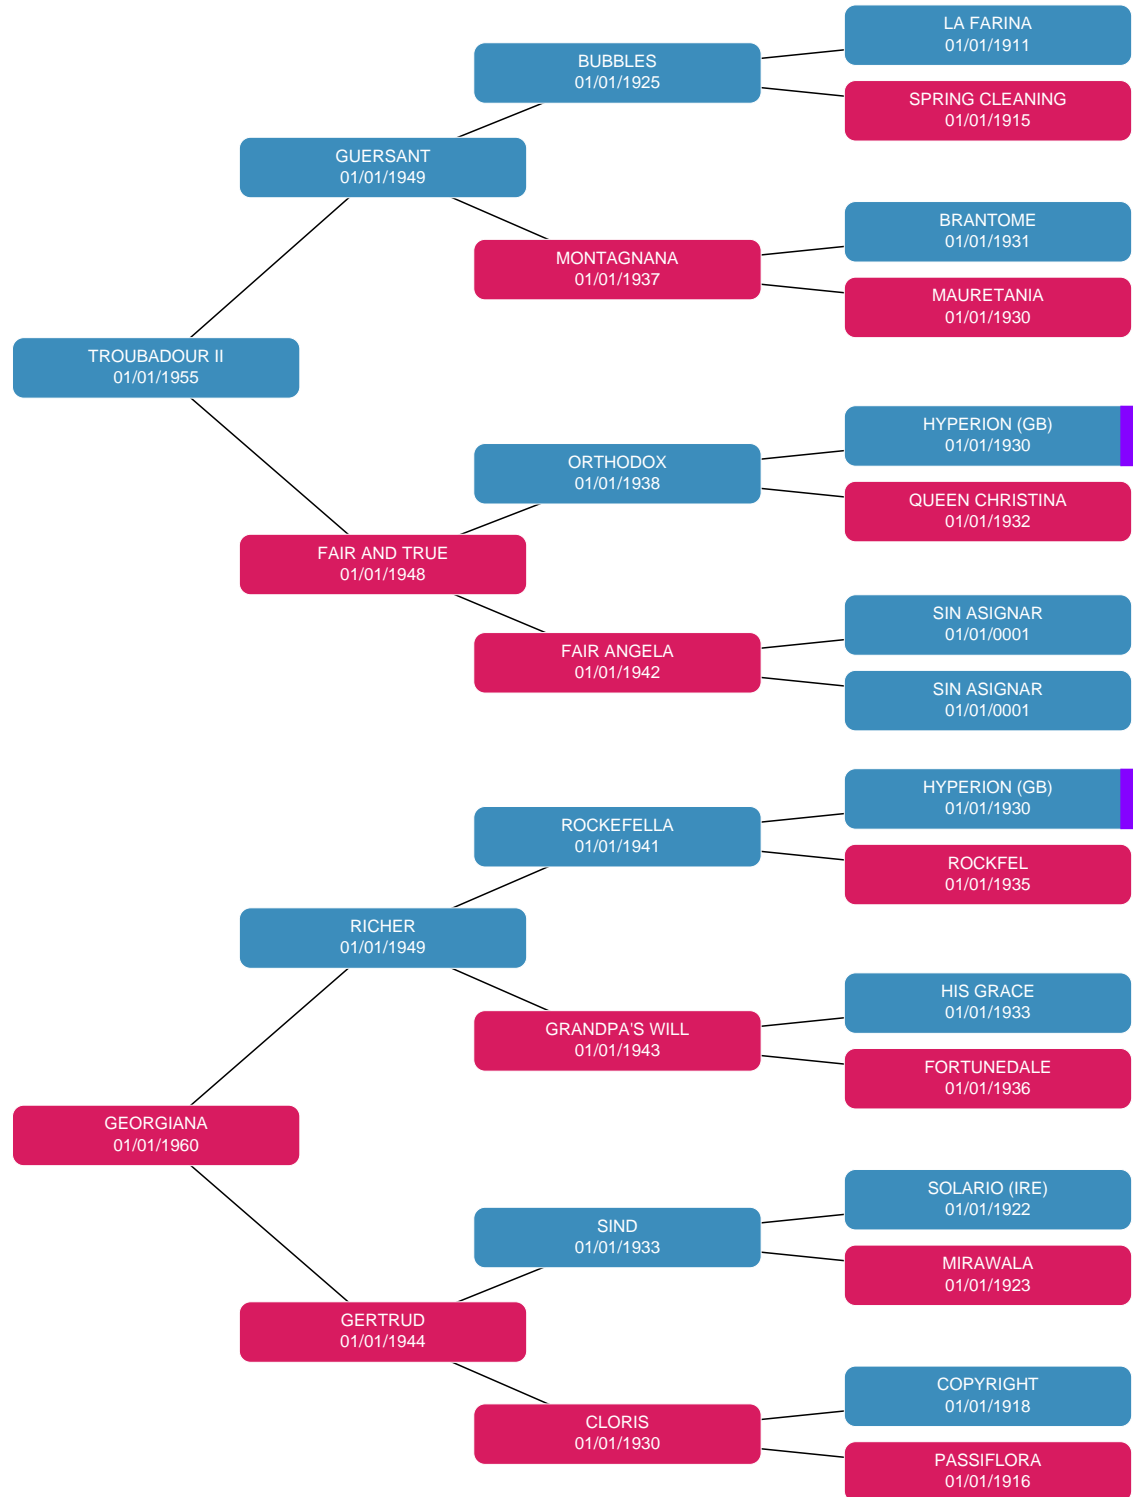 LA FARINA
01/01/1911
BUBBLES
01/01/1925
SPRING CLEANING
01/01/1915
GUERSANT
01/01/1949
BRANTOME
01/01/1931
MONTAGNANA
01/01/1937
MAURETANIA
01/01/1930
TROUBADOUR II
01/01/1955
HYPERION (GB)
01/01/1930
ORTHODOX
01/01/1938
QUEEN CHRISTINA
01/01/1932
FAIR AND TRUE
01/01/1948
SIN ASIGNAR
01/01/0001
FAIR ANGELA
01/01/1942
SIN ASIGNAR
01/01/0001
HYPERION (GB)
01/01/1930
ROCKEFELLA
01/01/1941
ROCKFEL
01/01/1935
RICHER
01/01/1949
HIS GRACE
01/01/1933
GRANDPA'S WILL
01/01/1943
FORTUNEDALE
01/01/1936
GEORGIANA
01/01/1960
SOLARIO (IRE)
01/01/1922
SIND
01/01/1933
MIRAWALA
01/01/1923
GERTRUD
01/01/1944
COPYRIGHT
01/01/1918
CLORIS
01/01/1930
PASSIFLORA
01/01/1916